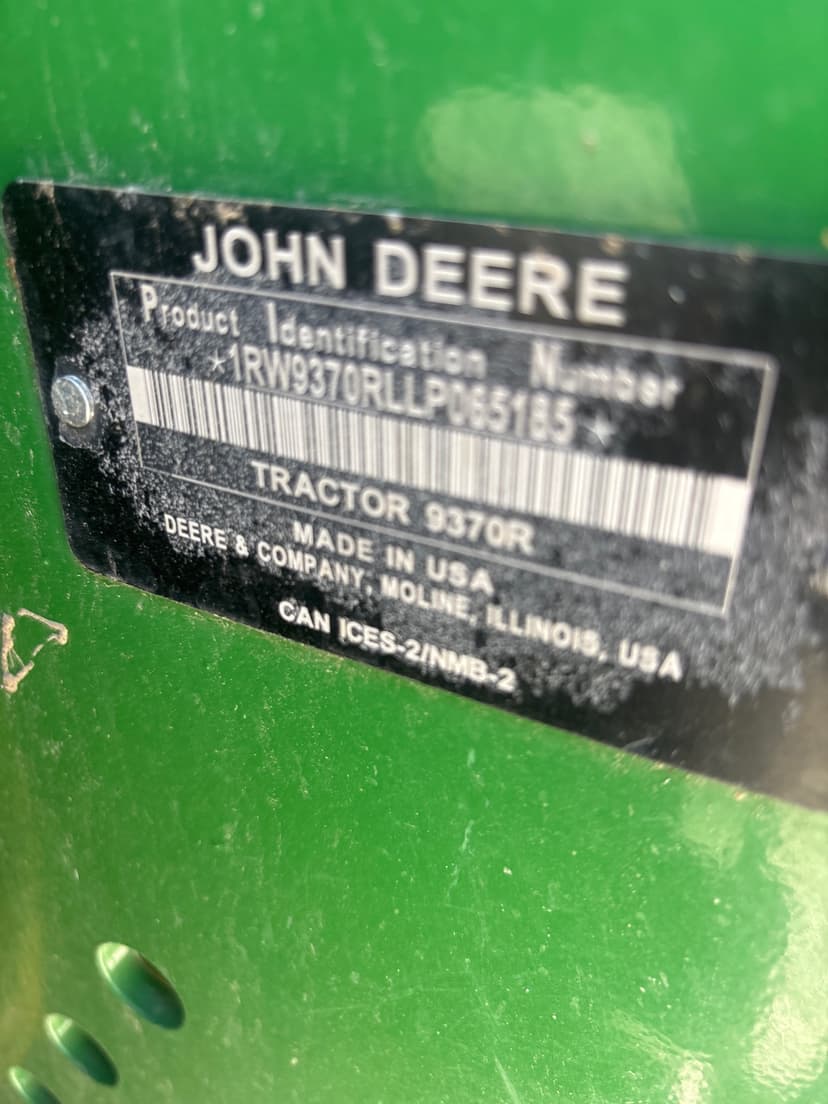 JOHN DEERE
Product Identification Number
*1RW9370RLLP065185*
TRACTOR 9370R
MADE IN USA
DEERE & COMPANY, MOLINE, ILLINOIS, USA
CAN ICES-2/NMB-2